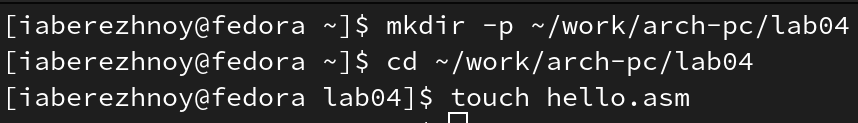 [iaberezhnoy@fedora ~]$ mkdir -p ~/work/arch-pc/lab04
[iaberezhnoy@fedora ~]$ cd ~/work/arch-pc/lab04
[iaberezhnoy@fedora lab04]$ touch hello.asm